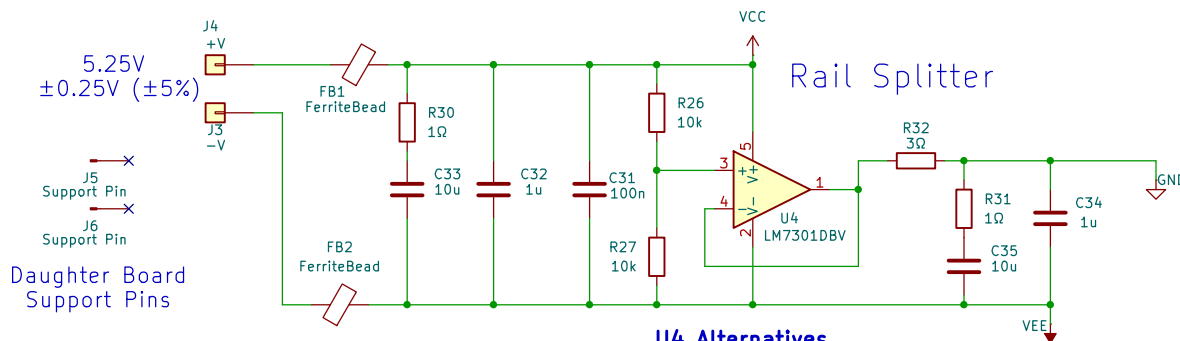 J4
+V
5.25V
±0.25V (±5%)
J3
-V
J5
Support Pin
J6
Support Pin
Daughter Board
Support Pins
FB1
FerriteBead
FB2
FerriteBead
R30
1Ω
C33
10u
C32
1u
C31
100n
R26
10k
R27
10k
VCC
Rail Splitter
3
4
5
2
1
+
-
V+
V-
U4
LM7301DBV
R32
3Ω
R31
1Ω
C35
10u
C34
1u
GND
VEE
U4 Alternatives